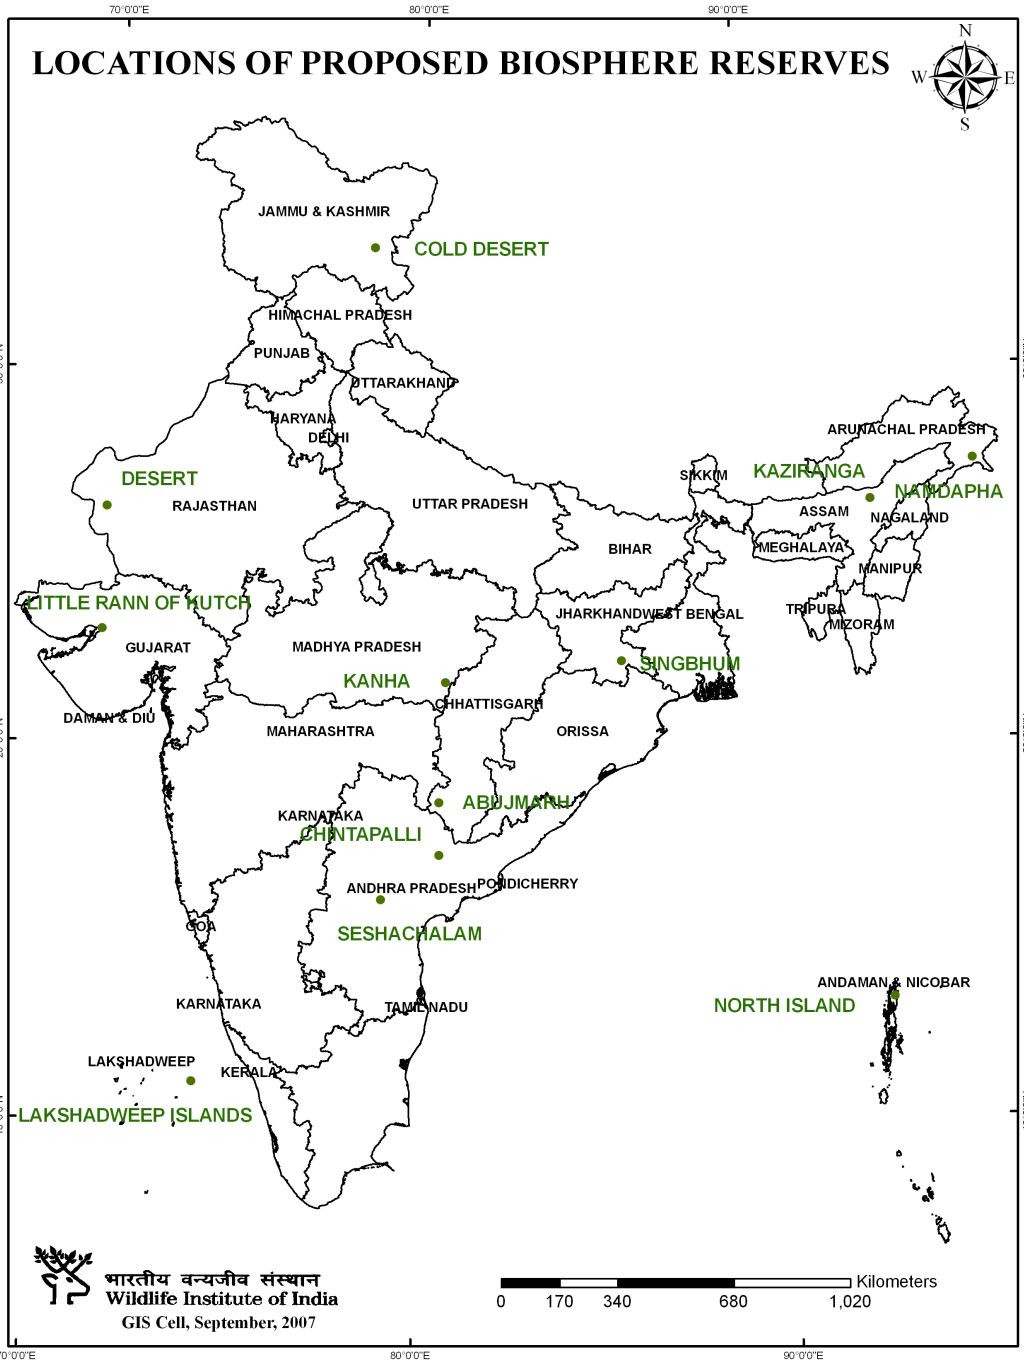 70°0'0"E 80°0'0"E 90°0'0"E
LOCATIONS OF PROPOSED BIOSPHERE RESERVES
N
W E
S
JAMMU & KASHMIR
COLD DESERT
HIMACHAL PRADESH
PUNJAB
UTTARAKHAND
HARYANA
DELHI
ARUNACHAL PRADESH
SIKKIM
KAZIRANGA
DESERT
NAMDAPHA
RAJASTHAN
UTTAR PRADESH
ASSAM
NAGALAND
BIHAR
MEGHALAYA
MANIPUR
LITTLE RANN OF KUTCH
JHARKHAND
WEST BENGAL
TRIPURA
MIZORAM
GUJARAT
MADHYA PRADESH
SINGBHUM
KANHA
CHHATTISGARH
DAMAN & DIU
MAHARASHTRA
ORISSA
ABUJMARH
KARNATAKA
CHINTAPALLI
ANDHRA PRADESH
PONDICHERRY
GOA
SESHACHALAM
ANDAMAN & NICOBAR
KARNATAKA
TAMIL NADU
NORTH ISLAND
LAKSHADWEEP
KERALA
LAKSHADWEEP ISLANDS
भारतीय वन्यजीव संस्थान
Wildlife Institute of India
GIS Cell, September, 2007
Kilometers
0 170 340 680 1,020
80°0'0"E 90°0'0"E